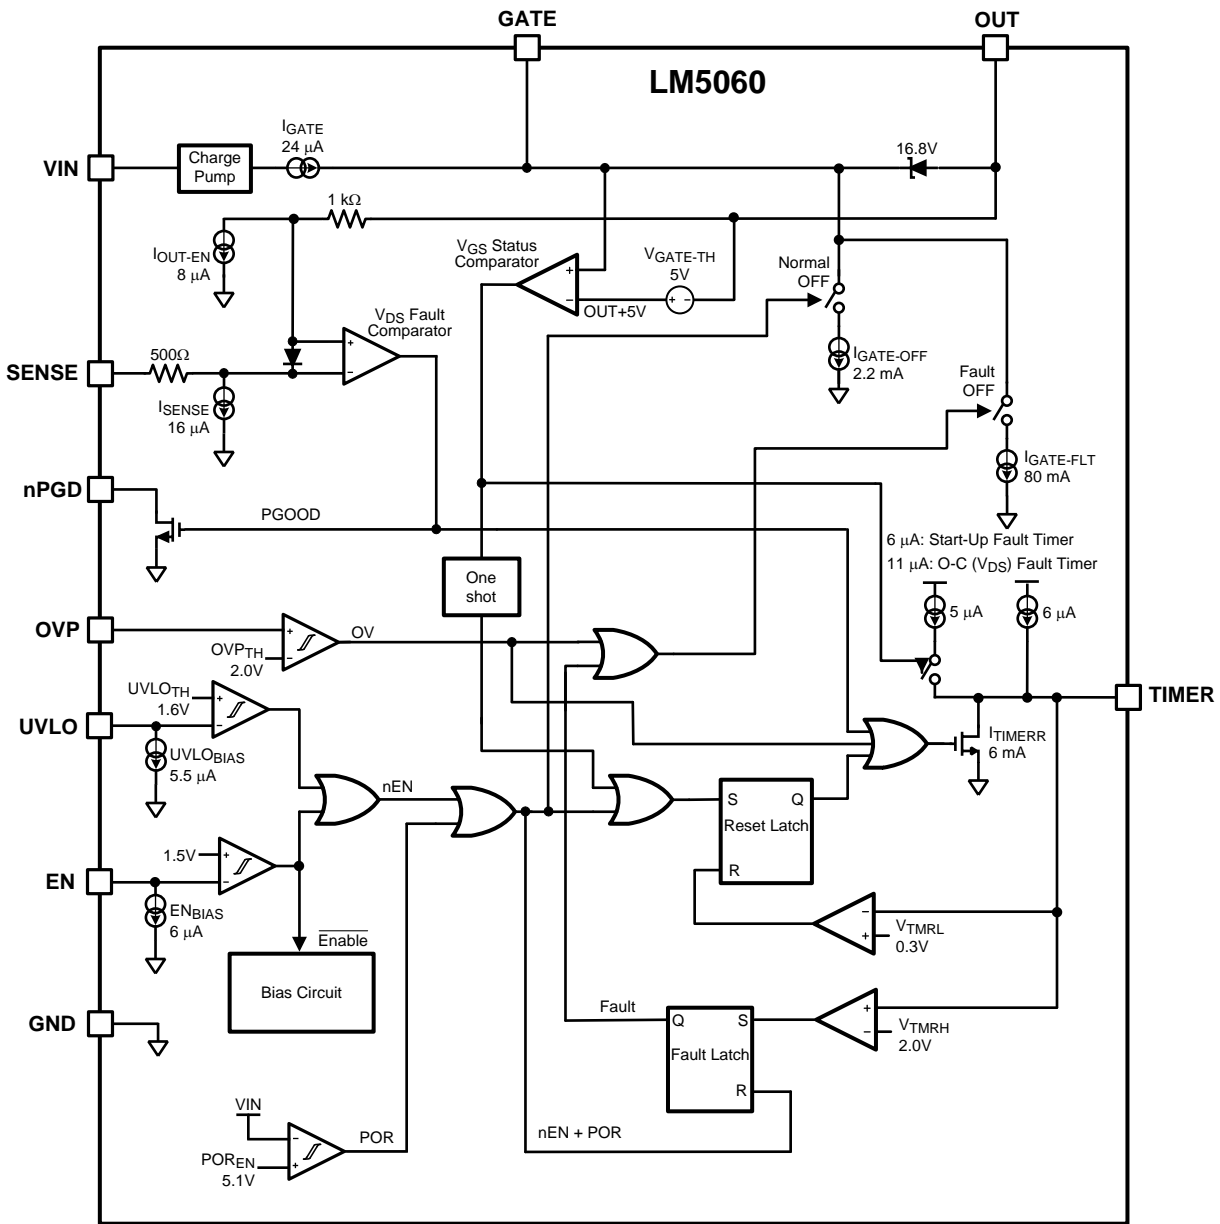 GATE
OUT
LM5060
IGATE
24 μA
16.8V
VIN
Charge
Pump
1 kΩ
IOUT-EN
8 μA
VGS Status
Comparator
+
−
OUT+5V
VGATE-TH
5V
+ −
Normal
OFF
IGATE-OFF
2.2 mA
Fault
OFF
IGATE-FLT
80 mA
VDS Fault
Comparator
+
−
SENSE
500Ω
ISENSE
16 μA
nPGD
PGOOD
6 μA: Start-Up Fault Timer
11 μA: O-C (VDS) Fault Timer
5 μA
6 μA
One
shot
OVP
+
−
OV
OVPTH
2.0V
UVLOTH
1.6V
+
−
UVLO
UVLOBIAS
5.5 μA
TIMER
ITIMERR
6 mA
nEN
S
Q
Reset Latch
R
1.5V
+
−
EN
ENBIAS
6 μA
Enable
Bias Circuit
−
+
VTMRL
0.3V
GND
Fault
Q
S
Fault Latch
R
+
−
VTMRH
2.0V
VIN
−
+
POR
POREN
5.1V
nEN + POR